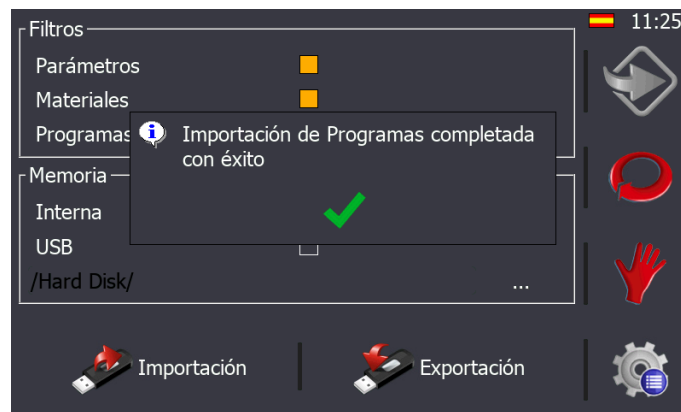 Filtros
11:25
Parámetros
Materiales
Programas
Importación de Programas completada
con éxito
Memoria
Interna
USB
/Hard Disk/
...
Importación
Exportación